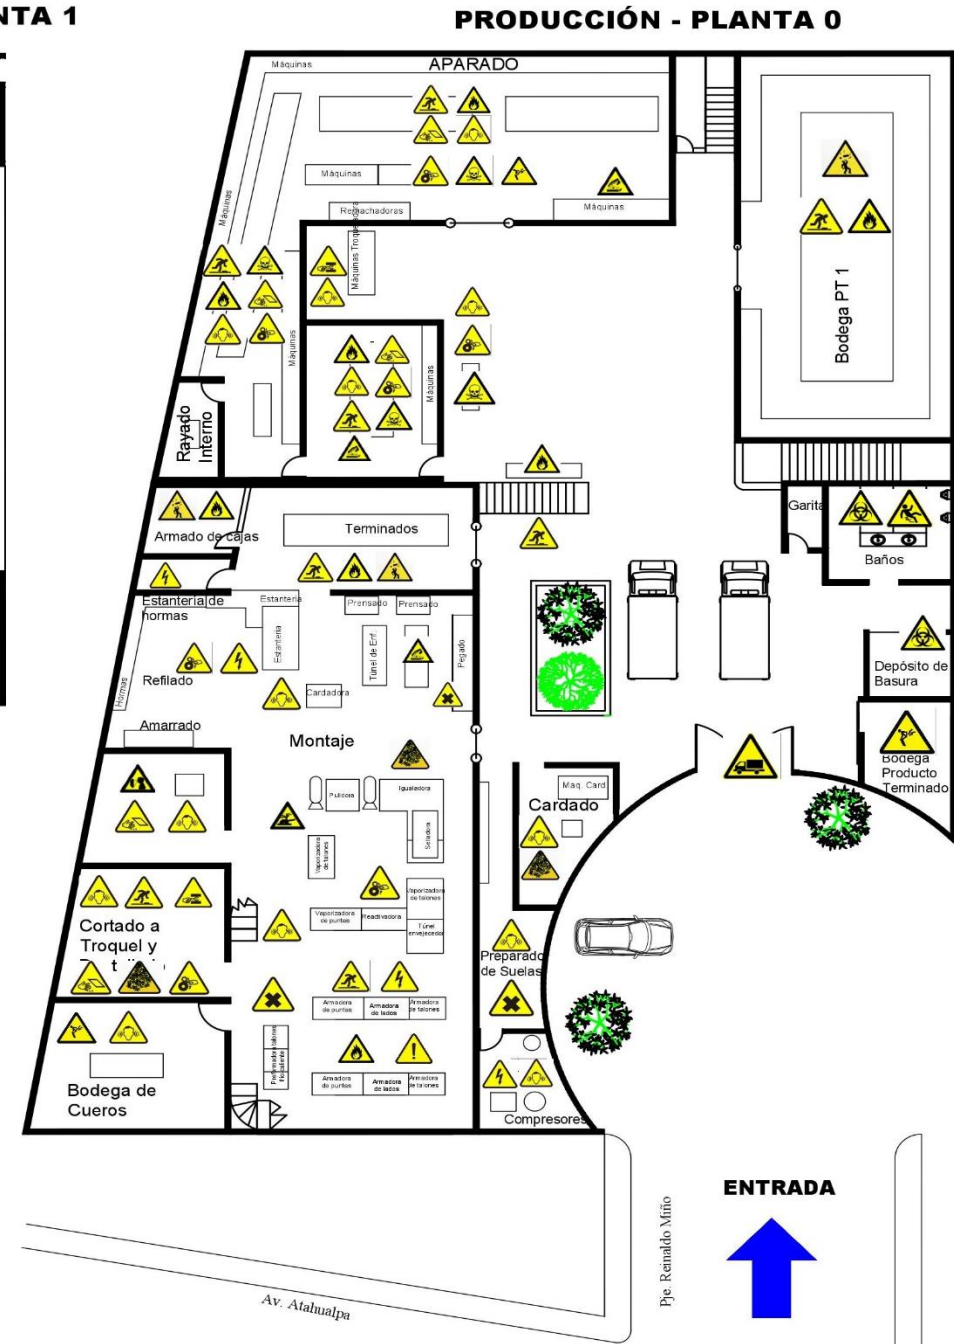 NTA 1
PRODUCCIÓN - PLANTA 0
Máquinas
APARADO
Máquinas
Máquinas
Remachadoras
Máquinas
Máquinas Troqueladora
Máquinas
Máquinas
Bodega PT 1
Rayado
Interno
Armado de cajas
Terminados
Garita
Baños
Estantería de
hormas
Estantería
Prensado
Prensado
Estantería
Túnel de Enf.
Pegado
Hormas
Refilado
Cardadora
Depósito de
Basura
Amarrado
Montaje
Bodega
Producto
Terminado
Pulidora
Igualadora
Maq. Card.
Cardado
Selladora
Vaporizadora
de talones
Vaporizadora
de talones
Vaporizadora
de puntas
Reactivadora
Túnel
envejecedor
Cortado a
Troquel y
Preparado
de Suelas
Armadora
de puntas
Armadora
de lados
Armadora
de talones
Armadora
de puntas
Armadora
de lados
Armadora
de talones
Bodega de
Cueros
Compresores
ENTRADA
Pje. Reinaldo Miño
Av. Atahualpa